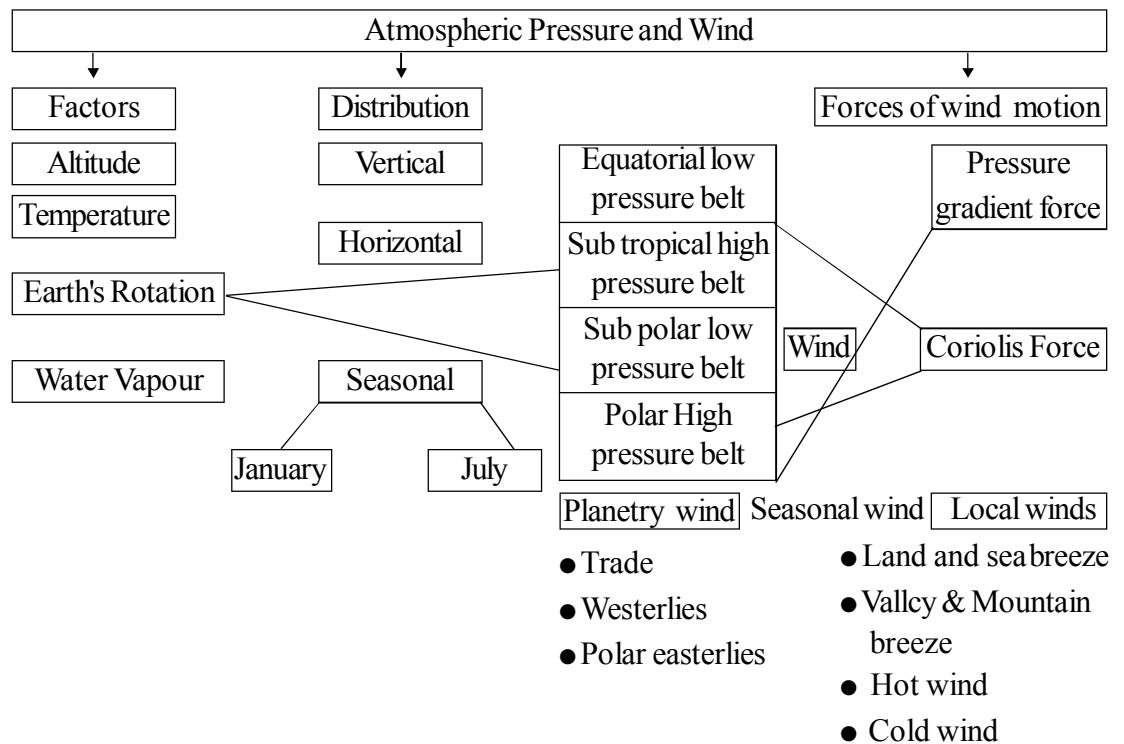 Atmospheric Pressure and Wind
Factors
Distribution
Forces of wind motion
Altitude
Temperature
Earth's Rotation
Water Vapour
Vertical
Horizontal
Seasonal
January
July
Equatorial low
pressure belt
Sub tropical high
pressure belt
Sub polar low
pressure belt
Polar High
pressure belt
Wind
Pressure
gradient force
Coriolis Force
Planetry wind
Seasonal wind
Local winds
● Trade
● Westerlies
● Polar easterlies
● Land and sea breeze
● Vallcy & Mountain
breeze
● Hot wind
● Cold wind